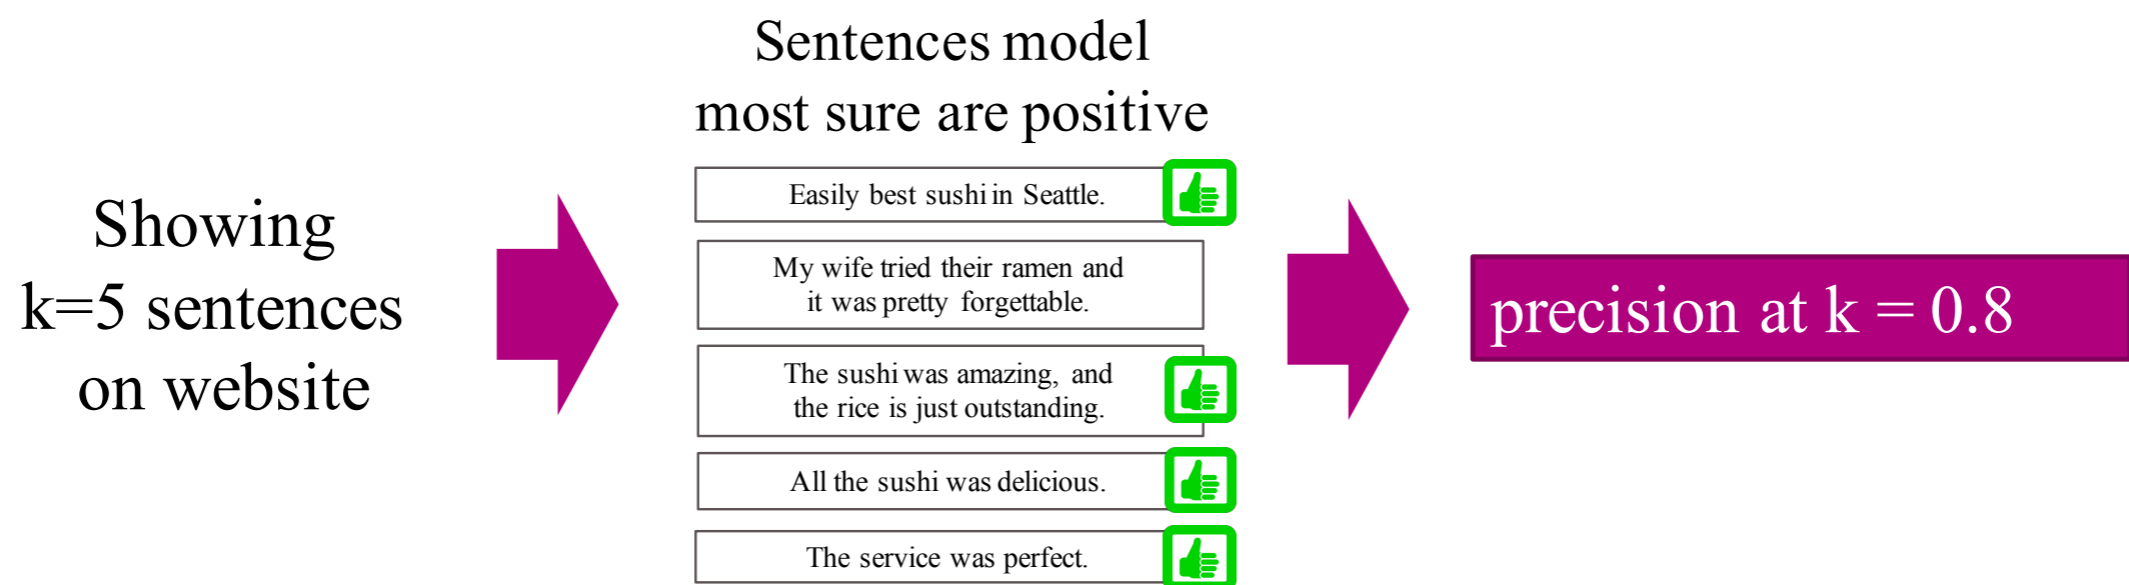 Showing
k=5 sentences
on website
Sentences model
most sure are positive
Easily best sushi in Seattle.
My wife tried their ramen and
it was pretty forgettable.
The sushi was amazing, and
the rice is just outstanding.
All the sushi was delicious.
The service was perfect.
precision at k = 0.8